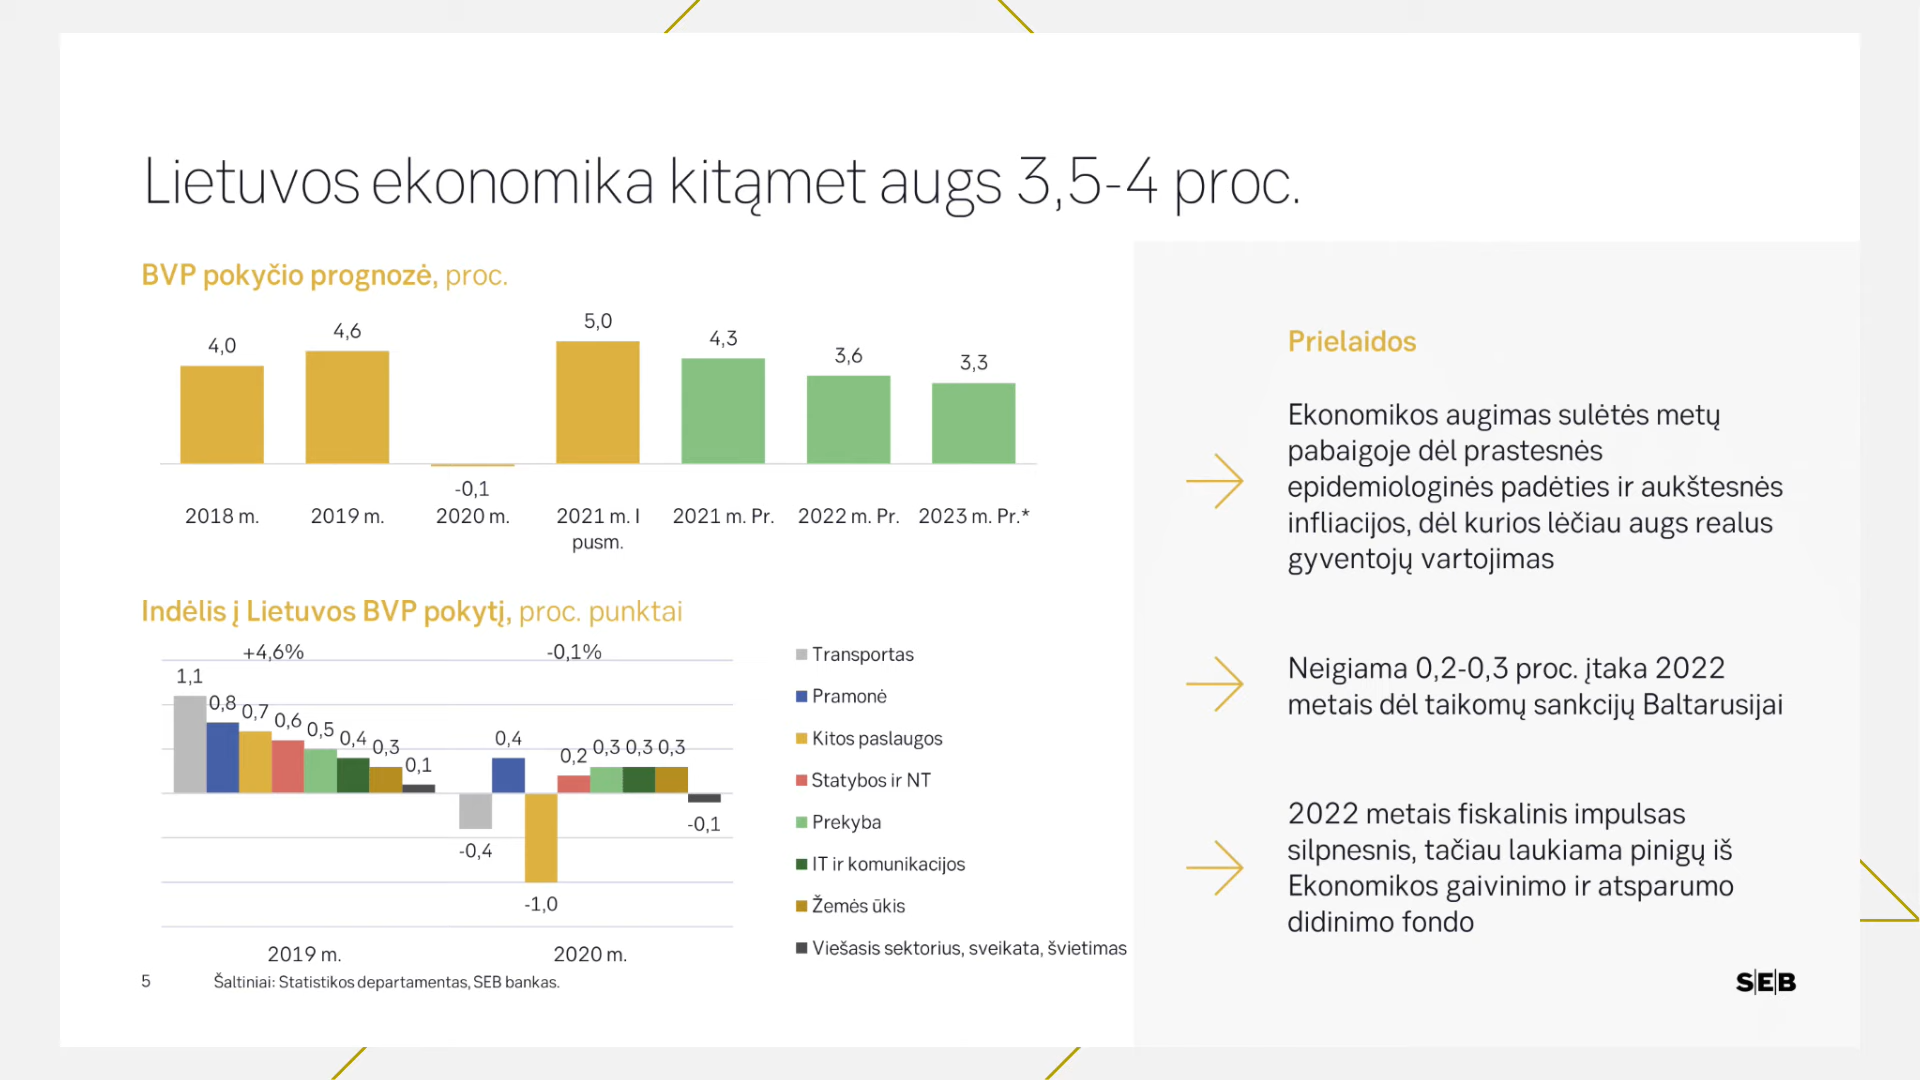 Lietuvos ekonomika kitąmet augs 3,5-4 proc.
BVP pokyčio prognozė, proc.
4,0
4,6
-0,1
5,0
4,3
3,6
3,3
2018 m.
2019 m.
2020 m.
2021 m. I
pusm.
2021 m. Pr.
2022 m. Pr.
2023 m. Pr.*
Indėlis į Lietuvos BVP pokytį, proc. punktai
+4,6%
-0,1%
1,1
0,8
0,7
0,6
0,5
0,4
0,3
0,1
-0,4
0,4
-1,0
0,2
0,3
0,3
0,3
-0,1
2019 m.
2020 m.
Transportas
Pramonė
Kitos paslaugos
Statybos ir NT
Prekyba
IT ir komunikacijos
Žemės ūkis
Viešasis sektorius, sveikata, švietimas
5
Šaltiniai: Statistikos departamentas, SEB bankas.
Prielaidos
Ekonomikos augimas sulėtės metų
pabaigoje dėl prastesnės
epidemiologinės padėties ir aukštesnės
infliacijos, dėl kurios lėčiau augs realus
gyventojų vartojimas
Neigiama 0,2-0,3 proc. įtaka 2022
metais dėl taikomų sankcijų Baltarusijai
2022 metais fiskalinis impulsas
silpnesnis, tačiau laukiama pinigų iš
Ekonomikos gaivinimo ir atsparumo
didinimo fondo
S|E|B